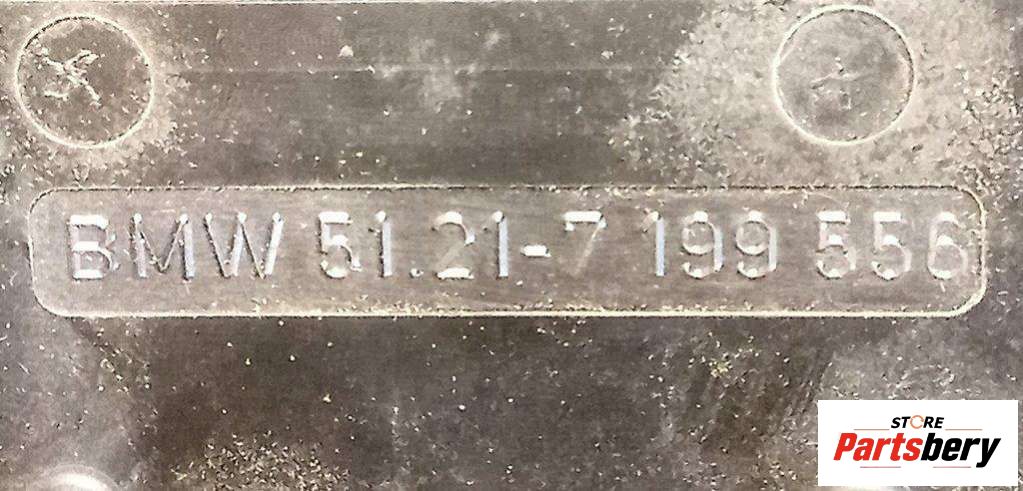 BMW 51.21-7 199 556
STORE
Partsbery